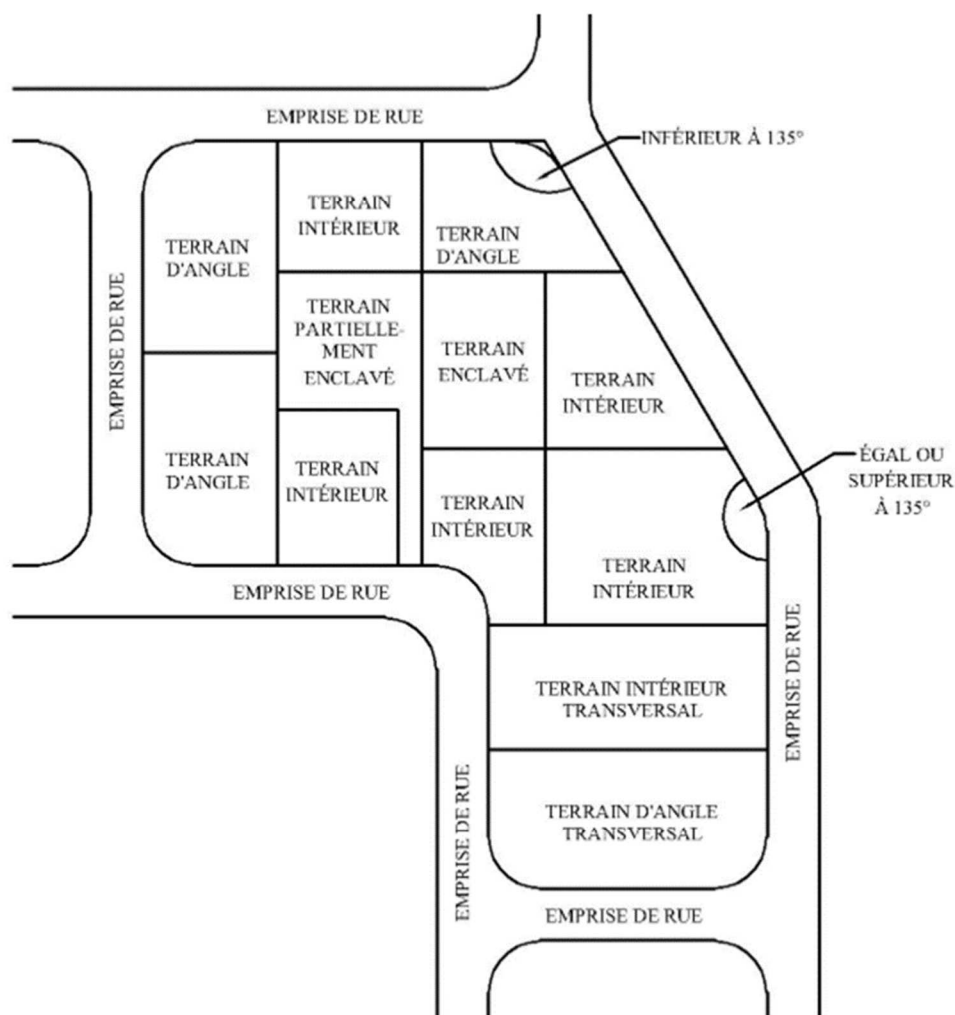 EMPRISE DE RUE
INFÉRIEUR À 135°
TERRAIN
INTÉRIEUR
TERRAIN
D'ANGLE
TERRAIN
D'ANGLE
EMPRISE DE RUE
TERRAIN
PARTIELLE-
MENT
ENCLAVÉ
TERRAIN
ENCLAVÉ
TERRAIN
INTÉRIEUR
ÉGAL OU
SUPÉRIEUR
À 135°
TERRAIN
D'ANGLE
TERRAIN
INTÉRIEUR
TERRAIN
INTÉRIEUR
TERRAIN
INTÉRIEUR
EMPRISE DE RUE
EMPRISE DE RUE
TERRAIN INTÉRIEUR
TRANSVERSAL
EMPRISE DE RUE
TERRAIN D'ANGLE
TRANSVERSAL
EMPRISE DE RUE